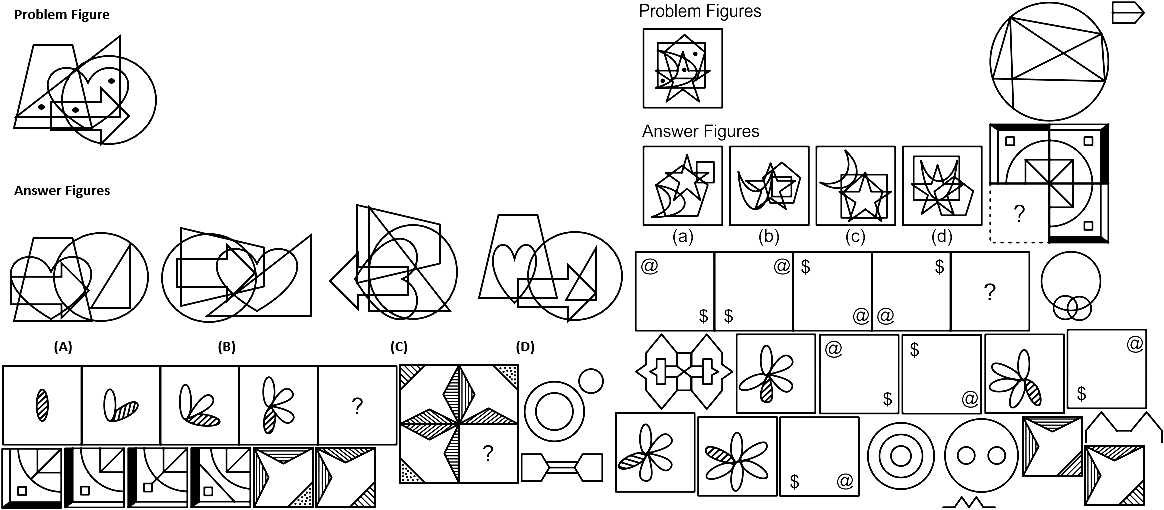 Problem Figure
Answer Figures
(A) (B) (C) (D)
?
?
Problem Figures
Answer Figures
(a) (b) (c) (d)
?
@ @ $ $
$ $ @ @
?
@ $ @
$ @ $
$ @